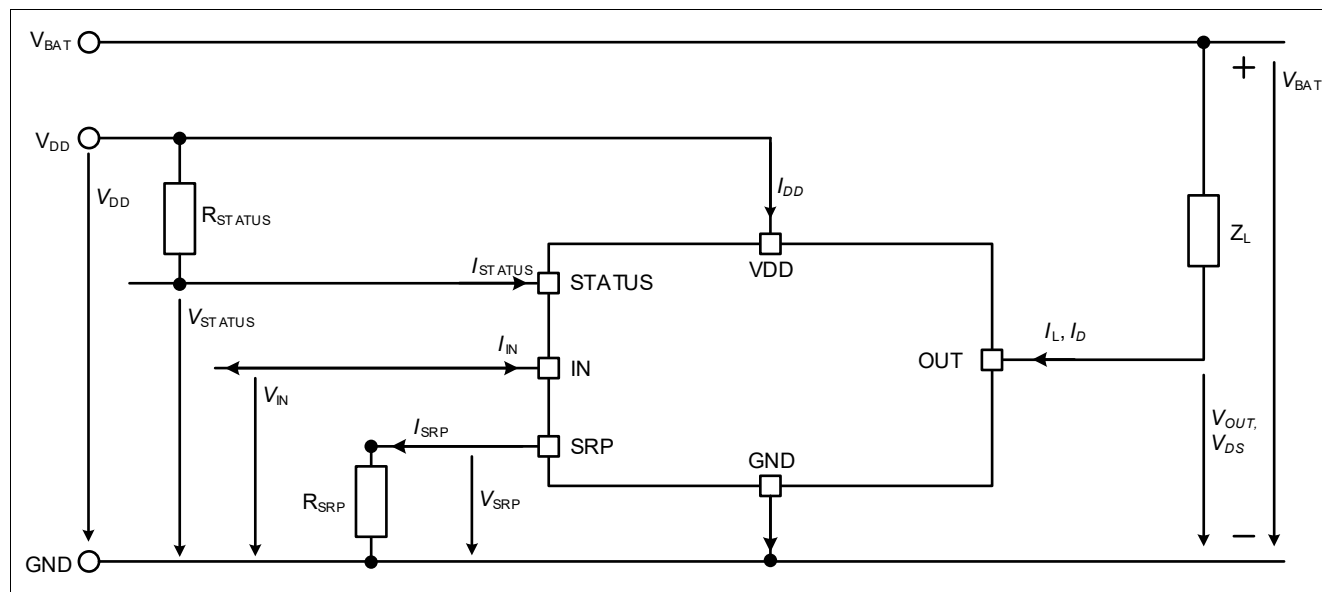 VBAT
+
VBAT
VDD
VDD
IDD
RSTATUS
ZL
ISTATUS
VDD
STATUS
VSTATUS
IL, ID
IIN
IN
OUT
VIN
ISRP
SRP
VOUT,
VDS
GND
RSRP
VSRP
GND